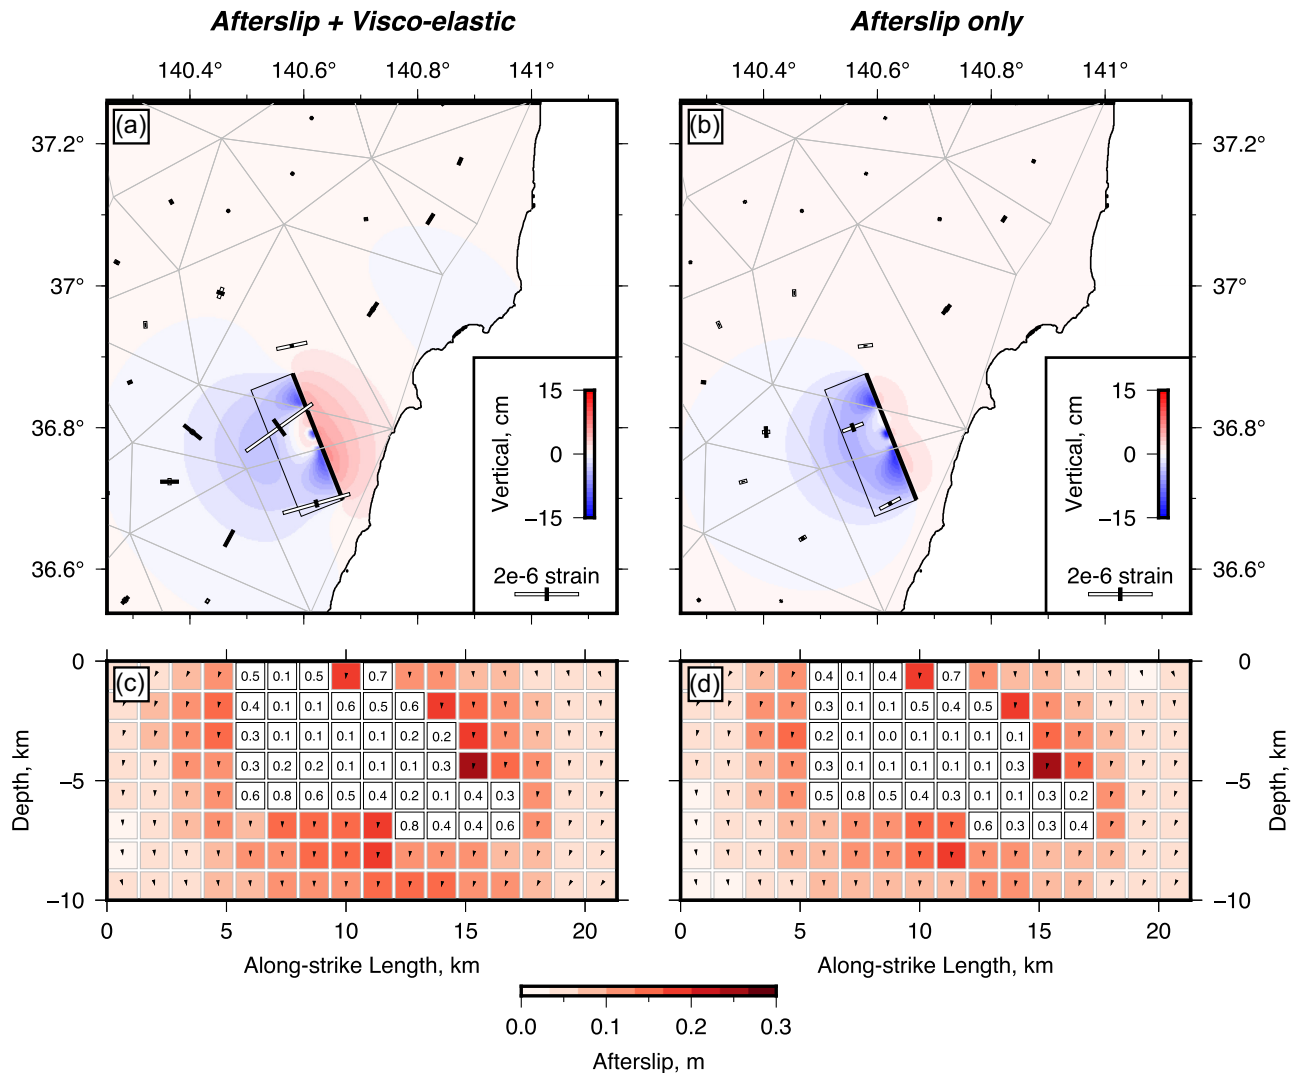 Afterslip + Visco-elastic
Afterslip only
140.4° 140.6° 140.8° 141°
140.4° 140.6° 140.8° 141°
(a)
(b)
37.2°
37°
36.8°
36.6°
37.2°
37°
36.8°
36.6°
Vertical, cm
15
0
−15
2e-6 strain
Vertical, cm
15
0
−15
2e-6 strain
(c)
0.5 0.1 0.5 0.7
0.4 0.1 0.1 0.6 0.5 0.6
0.3 0.1 0.1 0.1 0.1 0.2 0.2
0.3 0.2 0.2 0.1 0.1 0.1 0.3
0.6 0.8 0.6 0.5 0.4 0.2 0.1 0.4 0.3
0.8 0.4 0.4 0.6
(d)
0.4 0.1 0.4 0.7
0.3 0.1 0.1 0.5 0.4 0.5
0.2 0.1 0.0 0.1 0.1 0.1 0.1
0.3 0.1 0.1 0.1 0.1 0.1 0.3
0.5 0.8 0.5 0.4 0.3 0.1 0.1 0.3 0.2
0.6 0.3 0.3 0.4
0
−5
−10
Depth, km
0
−5
−10
Depth, km
0 5 10 15 20
Along-strike Length, km
0 5 10 15 20
Along-strike Length, km
0.0 0.1 0.2 0.3
Afterslip, m